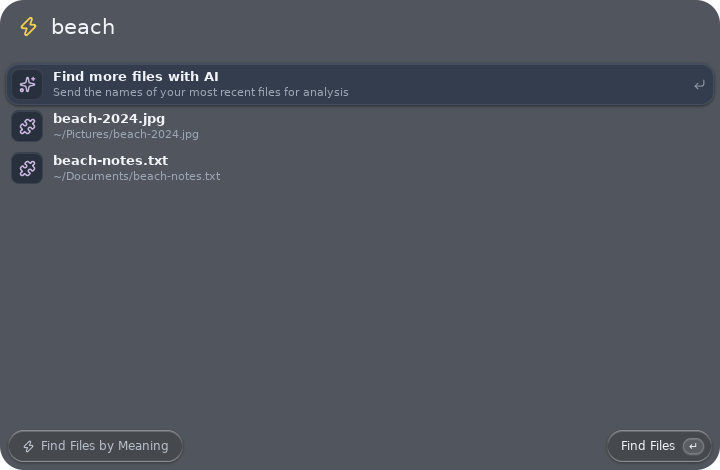 beach
Find more files with AI
Send the names of your most recent files for analysis
beach-2024.jpg
~/Pictures/beach-2024.jpg
beach-notes.txt
~/Documents/beach-notes.txt
Find Files by Meaning
Find Files